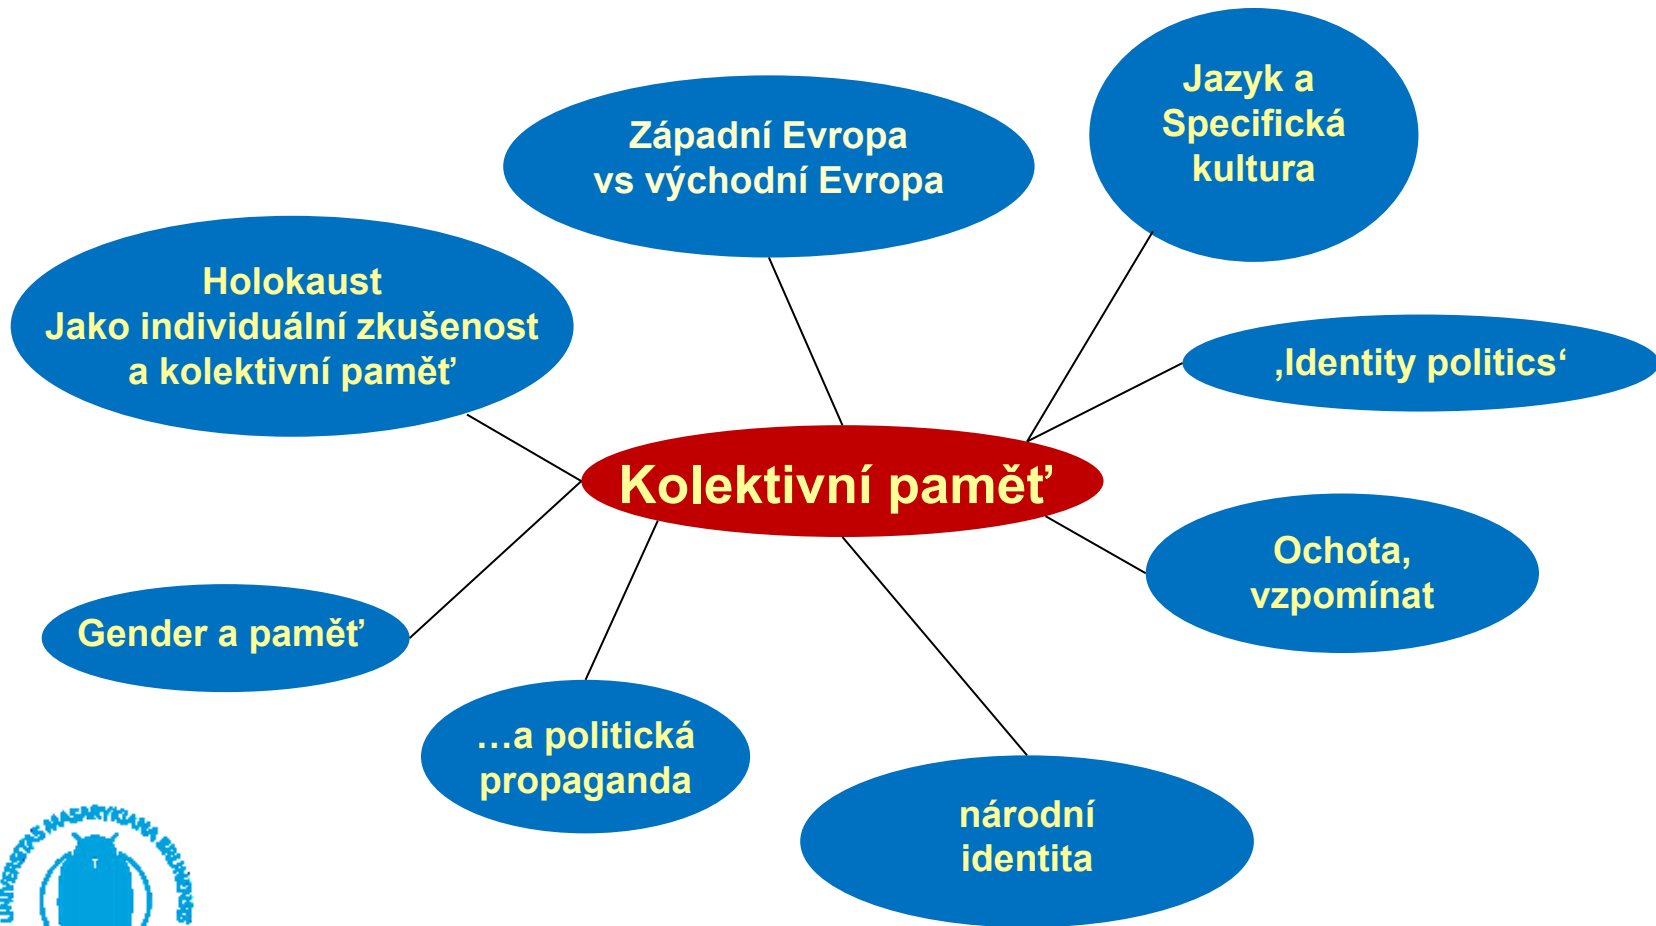 Jazyk a
Specifická
kultura
Západní Evropa
vs východní Evropa
Holokaust
Jako individuální zkušenost
a kolektivní paměť
‚Identity politics‘
Kolektivní paměť
Ochota,
vzpomínat
Gender a paměť
…a politická
propaganda
národní
identita
UNIVERSITAS MASARYKIANA BRUNENSIS